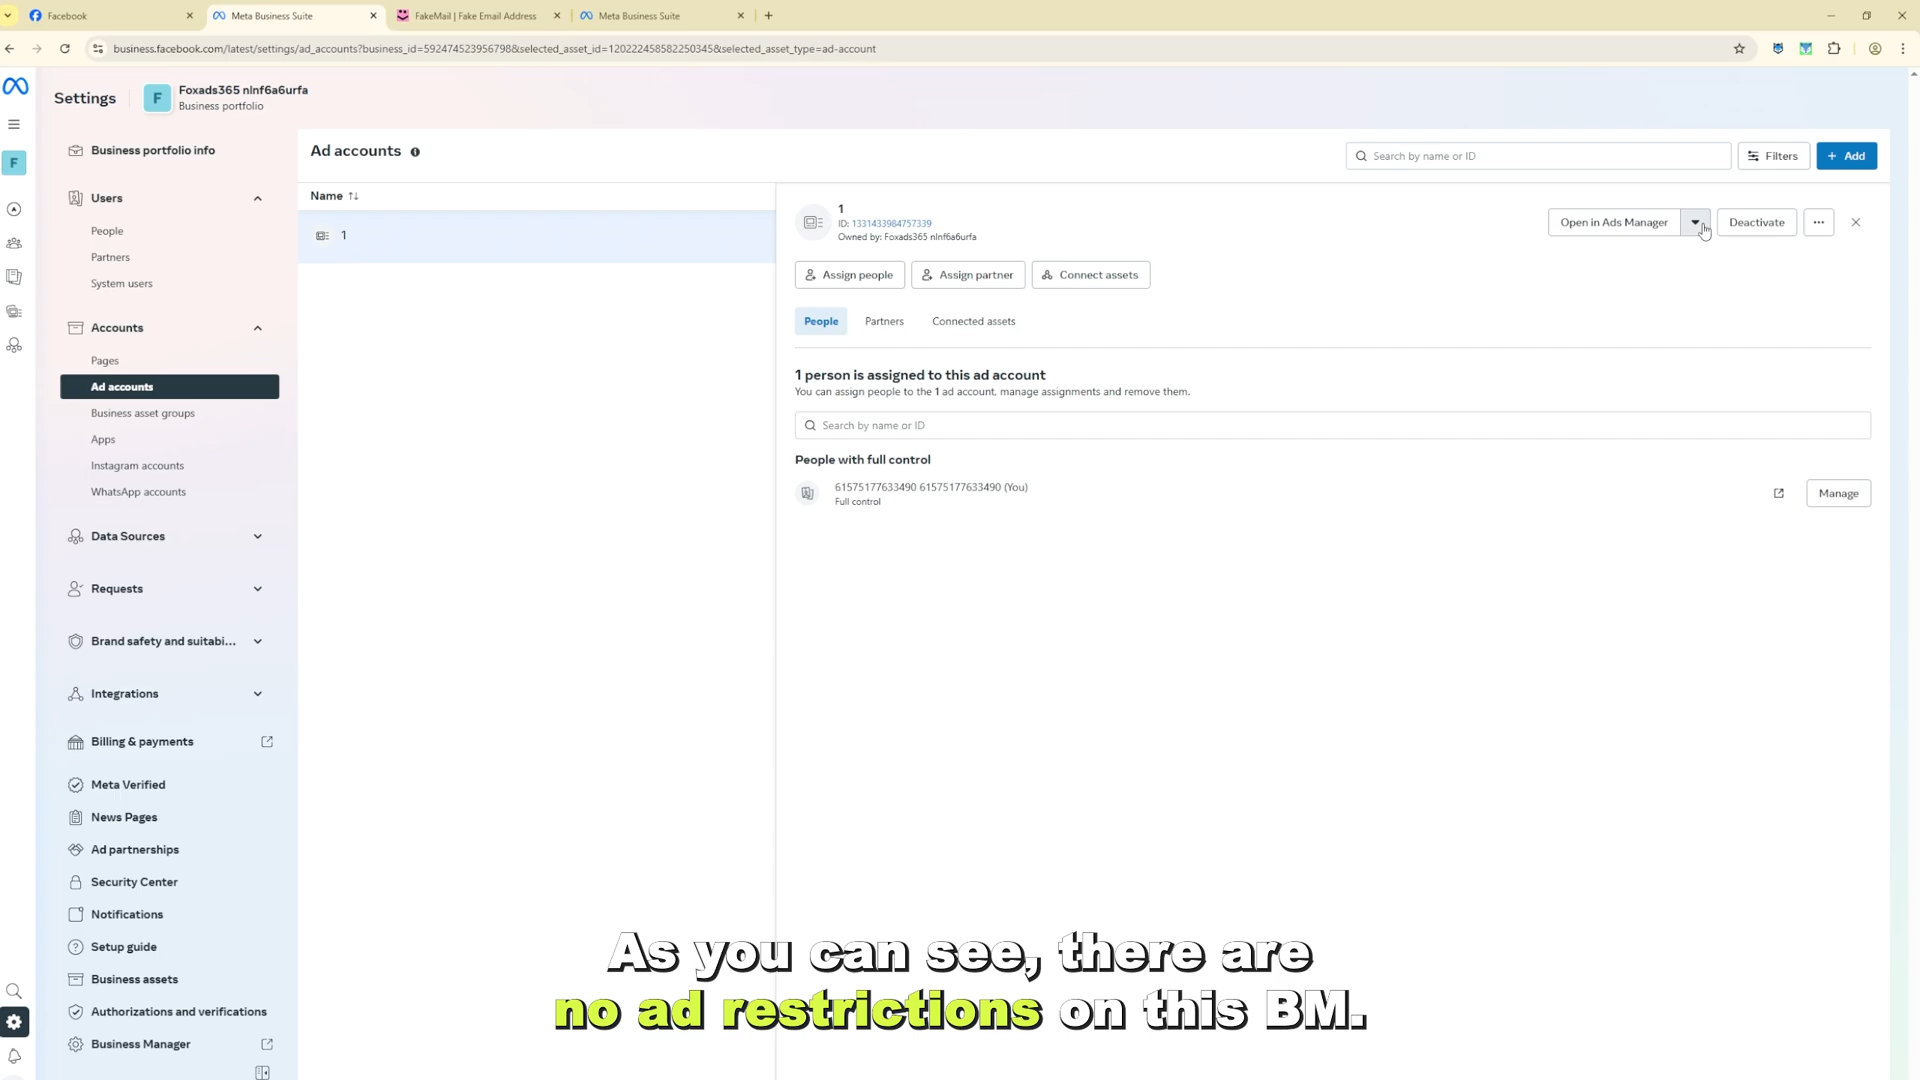 Facebook
Meta Business Suite
FakeMail | Fake Email Address
Meta Business Suite
business.facebook.com/latest/settings/ad_accounts?business_id=592474523956798&selected_asset_id=120222458582250345&selected_asset_type=ad-account
Settings
F
Foxads365 nlnf6a6urfa
Business portfolio
F
Business portfolio info
Users
People
Partners
System users
Accounts
Pages
Ad accounts
Business asset groups
Apps
Instagram accounts
WhatsApp accounts
Data Sources
Requests
Brand safety and suitabi...
Integrations
Billing & payments
Meta Verified
News Pages
Ad partnerships
Security Center
Notifications
Setup guide
Business assets
Authorizations and verifications
Business Manager
Ad accounts
Search by name or ID
Filters
+ Add
Name
1
1
ID: 1331433984757339
Owned by: Foxads365 nlnf6a6urfa
Open in Ads Manager
Deactivate
...
Assign people
Assign partner
Connect assets
People
Partners
Connected assets
1 person is assigned to this ad account
You can assign people to the 1 ad account, manage assignments and remove them.
Search by name or ID
People with full control
61575177633490 61575177633490 (You)
Full control
Manage
As you can see, there are
no ad restrictions on this BM.